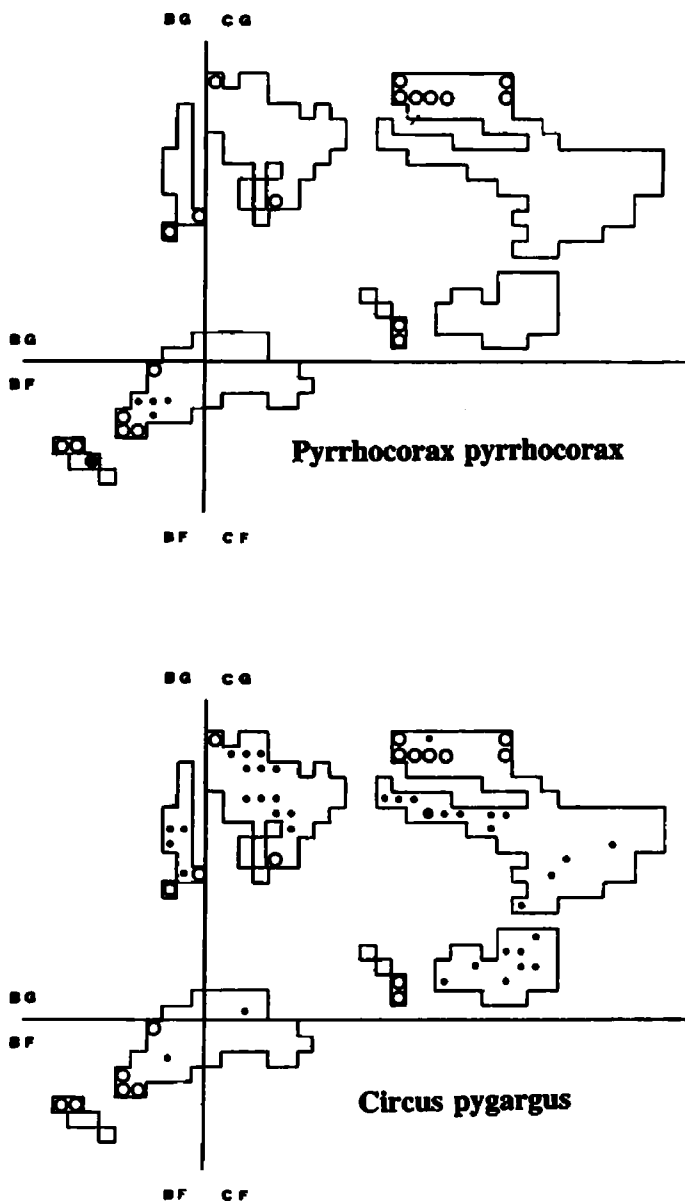 BG CG
BG
BF
Pyrrhocorax pyrrhocorax
BF CF
BG CG
BG
BF
Circus pygargus
BF CF